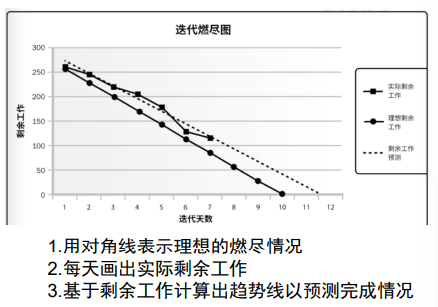 迭代燃尽图
300
250
200
150
100
50
0
剩余工作
1 2 3 4 5 6 7 8 9 10 11 12
迭代天数
实际剩余
工作
理想剩余
工作
剩余工作
预测
1.用对角线表示理想的燃尽情况
2.每天画出实际剩余工作
3.基于剩余工作计算出趋势线以预测完成情况